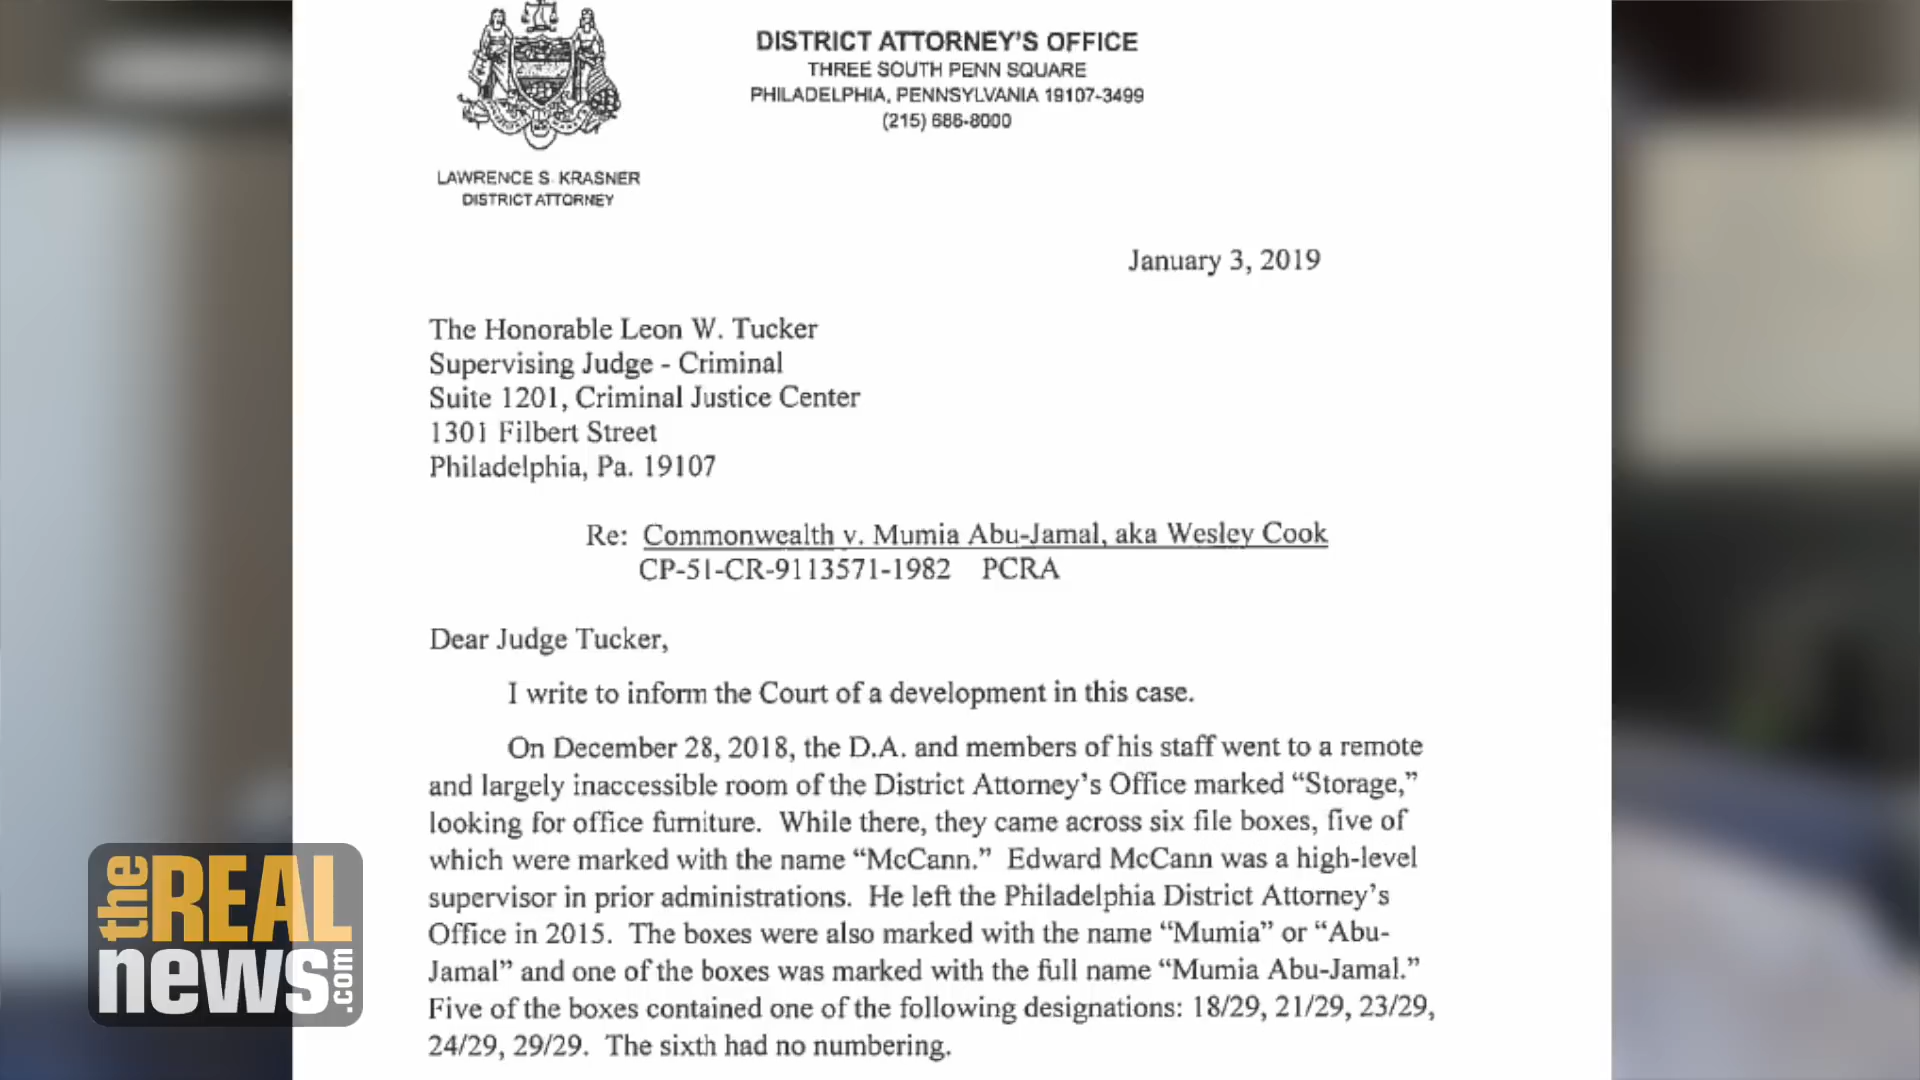 DISTRICT ATTORNEY'S OFFICE
THREE SOUTH PENN SQUARE
PHILADELPHIA, PENNSYLVANIA 19107-3499
(215) 686-8000
LAWRENCE S. KRASNER
DISTRICT ATTORNEY
January 3, 2019
The Honorable Leon W. Tucker
Supervising Judge - Criminal
Suite 1201, Criminal Justice Center
1301 Filbert Street
Philadelphia, Pa. 19107
Re: Commonwealth v. Mumia Abu-Jamal, aka Wesley Cook
CP-51-CR-9113571-1982 PCRA
Dear Judge Tucker,
I write to inform the Court of a development in this case.
On December 28, 2018, the D.A. and members of his staff went to a remote
and largely inaccessible room of the District Attorney's Office marked “Storage,”
looking for office furniture. While there, they came across six file boxes, five of
which were marked with the name “McCann.” Edward McCann was a high-level
supervisor in prior administrations. He left the Philadelphia District Attorney's
Office in 2015. The boxes were also marked with the name “Mumia” or “Abu-
Jamal” and one of the boxes was marked with the full name “Mumia Abu-Jamal.”
Five of the boxes contained one of the following designations: 18/29, 21/29, 23/29,
24/29, 29/29. The sixth had no numbering.
the REAL
news.com